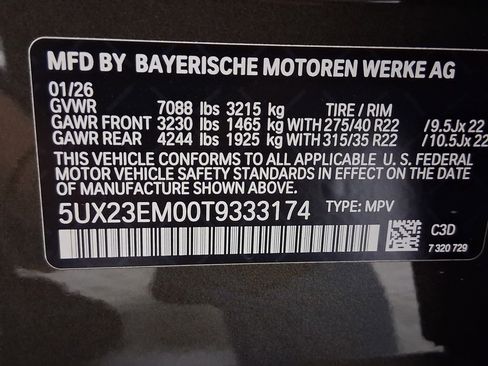 MFD BY BAYERISCHE MOTOREN WERKE AG
01/26
GVWR 7088 lbs 3215 kg TIRE / RIM
GAWR FRONT 3230 lbs 1465 kg WITH 275/40 R22 /9.5Jx 22
GAWR REAR 4244 lbs 1925 kg WITH 315/35 R22 /10.5Jx 22
THIS VEHICLE CONFORMS TO ALL APPLICABLE U. S. FEDERAL
MOTOR VEHICLE SAFETY STANDARDS IN EFFECT ON THE DATE
OF MANUFACTURE SHOWN ABOVE.
5UX23EM00T9333174 TYPE: MPV
C3D
7 320 729